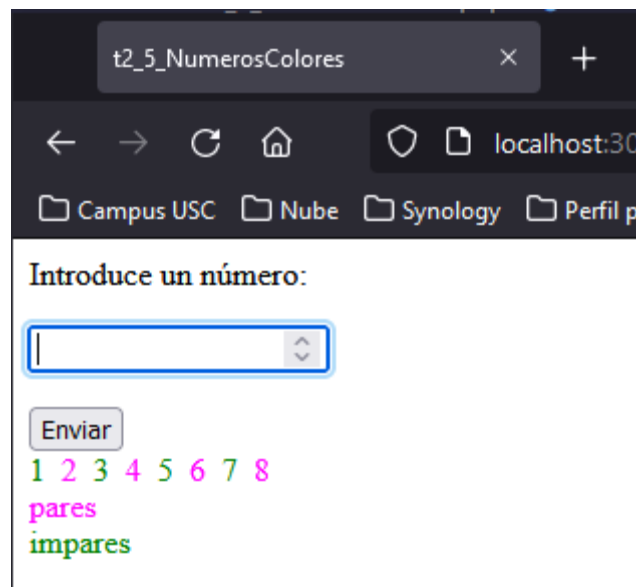 t2_5_NumerosColores
localhost:30
Campus USC Nube Synology Perfil p
Introduce un número:
Enviar
1 2 3 4 5 6 7 8
pares
impares